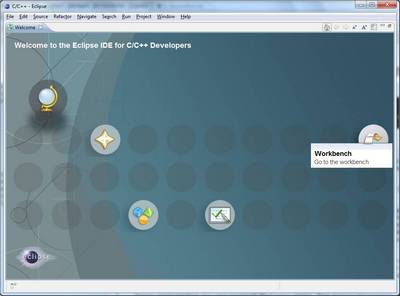 C/C++ - Eclipse
File Edit Source Refactor Navigate Search Run Project Window Help
Welcome
Welcome to the Eclipse IDE for C/C++ Developers
Workbench
Go to the workbench
eclipse